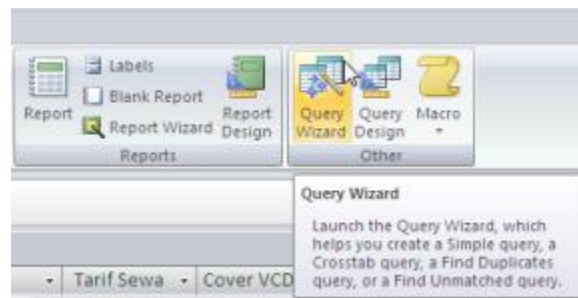 Labels
Blank Report
Report Wizard
Report
Report
Design
Reports
Query
Wizard
Query
Design
Macro
Other
Query Wizard
Launch the Query Wizard, which
helps you create a Simple query, a
Crosstab query, a Find Duplicates
query, or a Find Unmatched query.
Tarif Sewa
Cover VCD